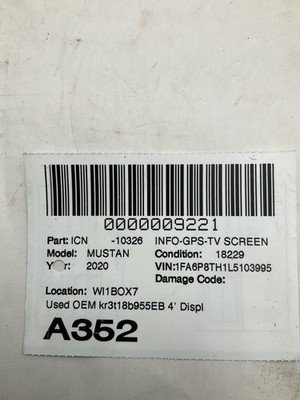 0000009221
Part: ICN -10326 INFO-GPS-TV SCREEN
Model: MUSTAN Condition: 18229
Year: 2020 VIN:1FA6P8TH1L5103995
Damage Code:
Location: WI1BOX7
Used OEM kr3t18b955EB 4' Displ
A352